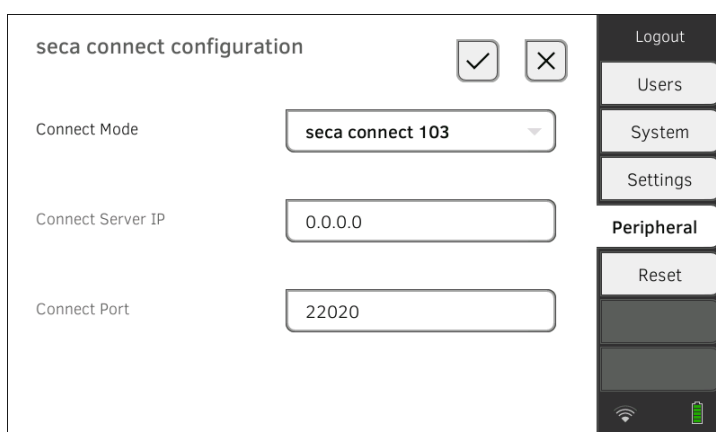 seca connect configuration
Connect Mode
seca connect 103
Connect Server IP
0.0.0.0
Connect Port
22020
Logout
Users
System
Settings
Peripheral
Reset